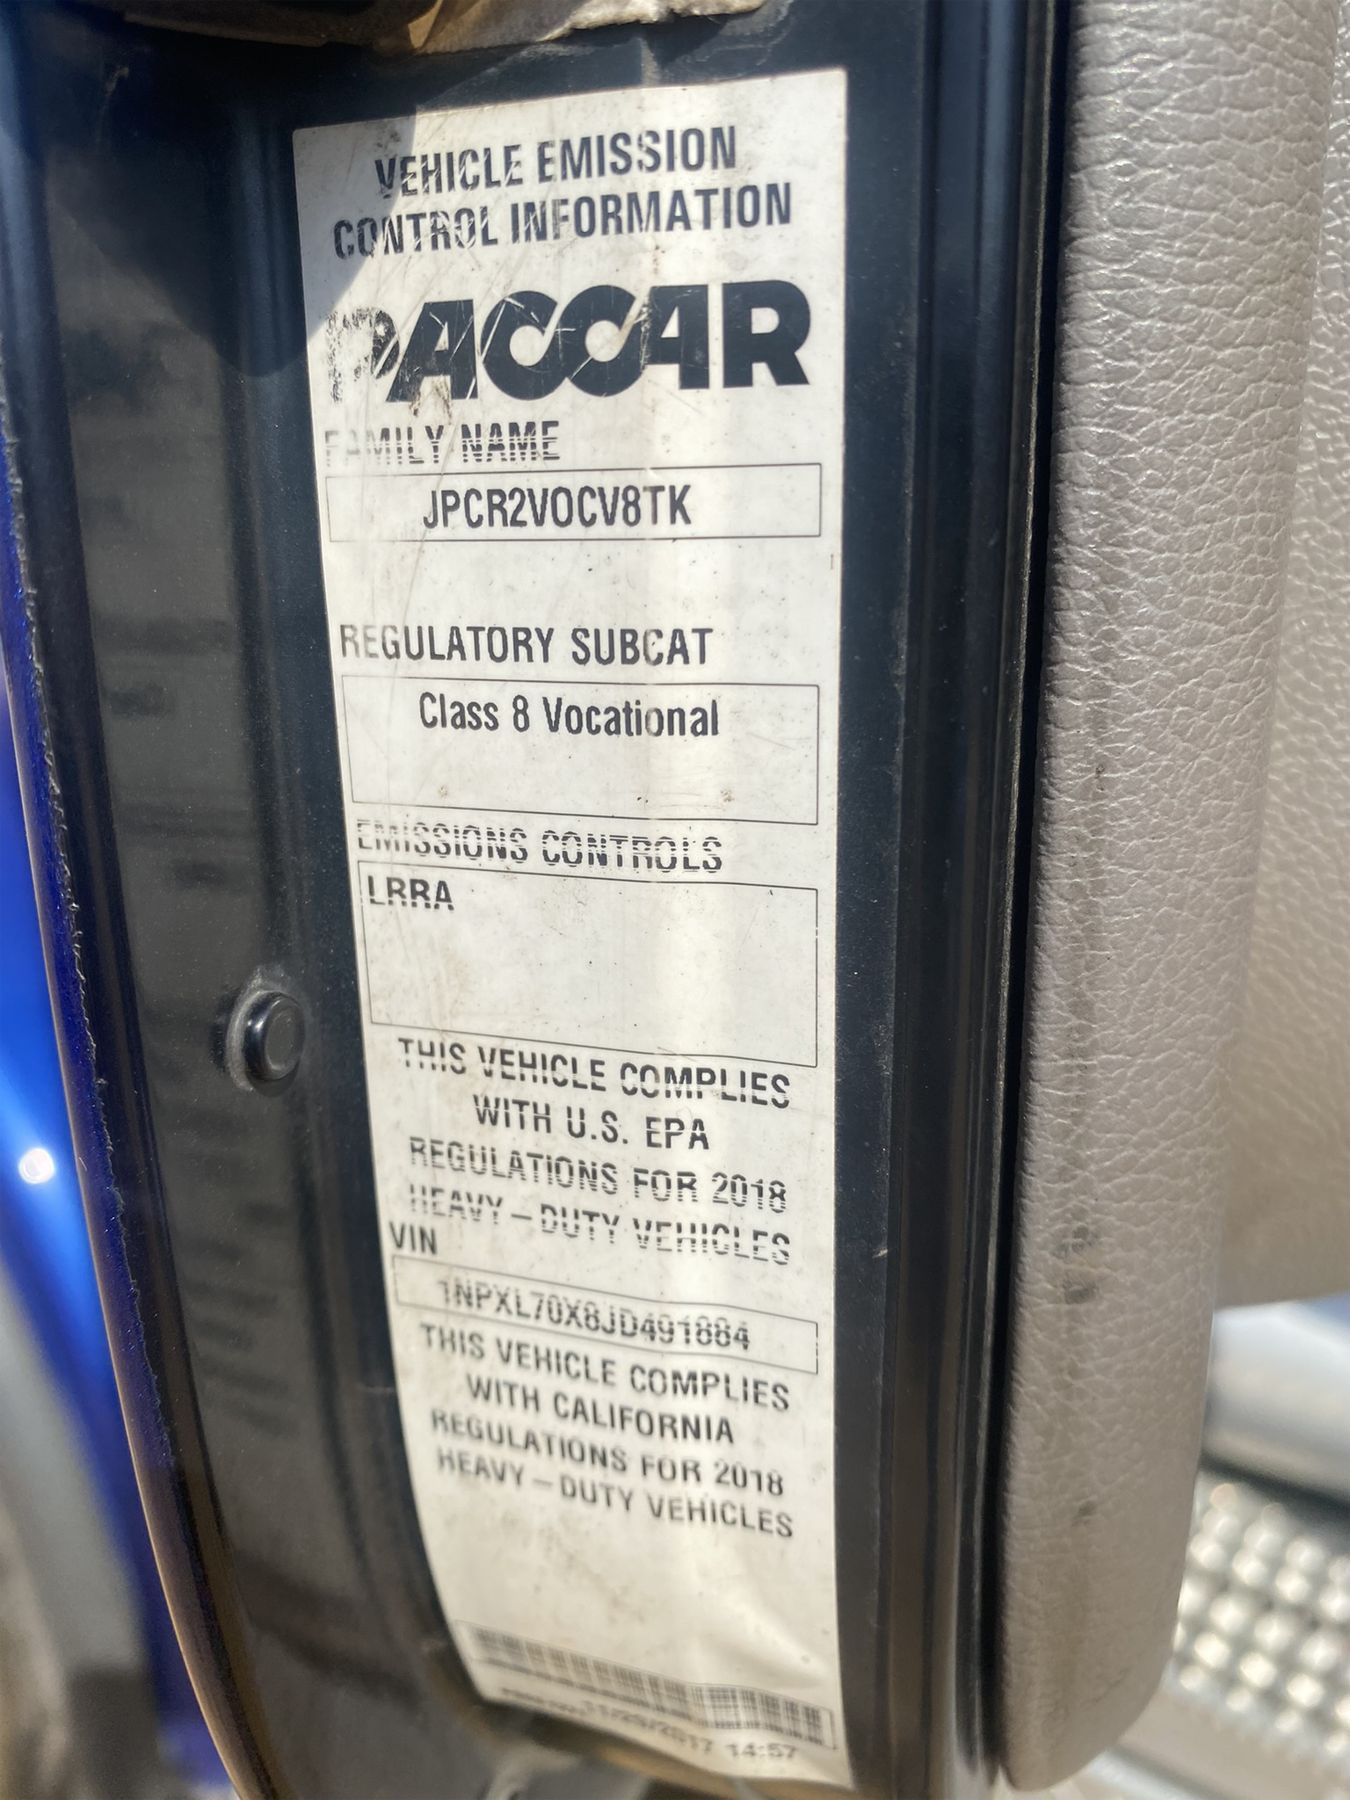 VEHICLE EMISSION
CONTROL INFORMATION
PACCAR
FAMILY NAME
JPCR2VOCV8TK
REGULATORY SUBCAT
Class 8 Vocational
EMISSIONS CONTROLS
LRRA
THIS VEHICLE COMPLIES
WITH U.S. EPA
REGULATIONS FOR 2018
HEAVY-DUTY VEHICLES
VIN
1NPXL70X8JD491884
THIS VEHICLE COMPLIES
WITH CALIFORNIA
REGULATIONS FOR 2018
HEAVY-DUTY VEHICLES
14:57